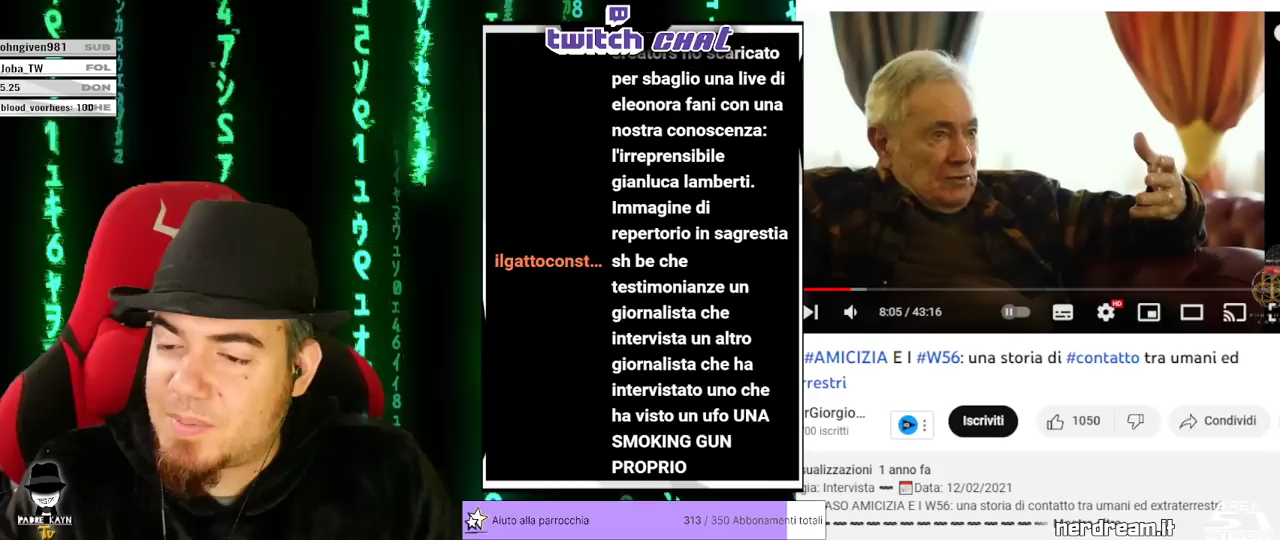 ohngiven981 SUB
Joba_TW FOL
5.25 DON
blood_voorhees: 100 CHE
twitch CHAT
creators ho scaricato
per sbaglio una live di
eleonora fani con una
nostra conoscenza:
l'irreprensibile
gianluca lamberti.
Immagine di
repertorio in sagrestia
ilgattoconst... sh be che
testimonianze un
giornalista che
intervista un altro
giornalista che ha
intervistato uno che
ha visto un ufo UNA
SMOKING GUN
PROPRIO
PADRE KAYN
TV
Aiuto alla parrocchia 313 / 350 Abbonamenti totali
8:05 / 43:16
HD
#AMICIZIA E I #W56: una storia di #contatto tra umani ed
rrestri
rGiorgio...
00 iscritti
Iscriviti
1050
Condividi
sualizzazioni 1 anno fa
gia: Intervista Data: 12/02/2021
ASO AMICIZIA E I W56: una storia di contatto tra umani ed extraterrestri
nerdream.it